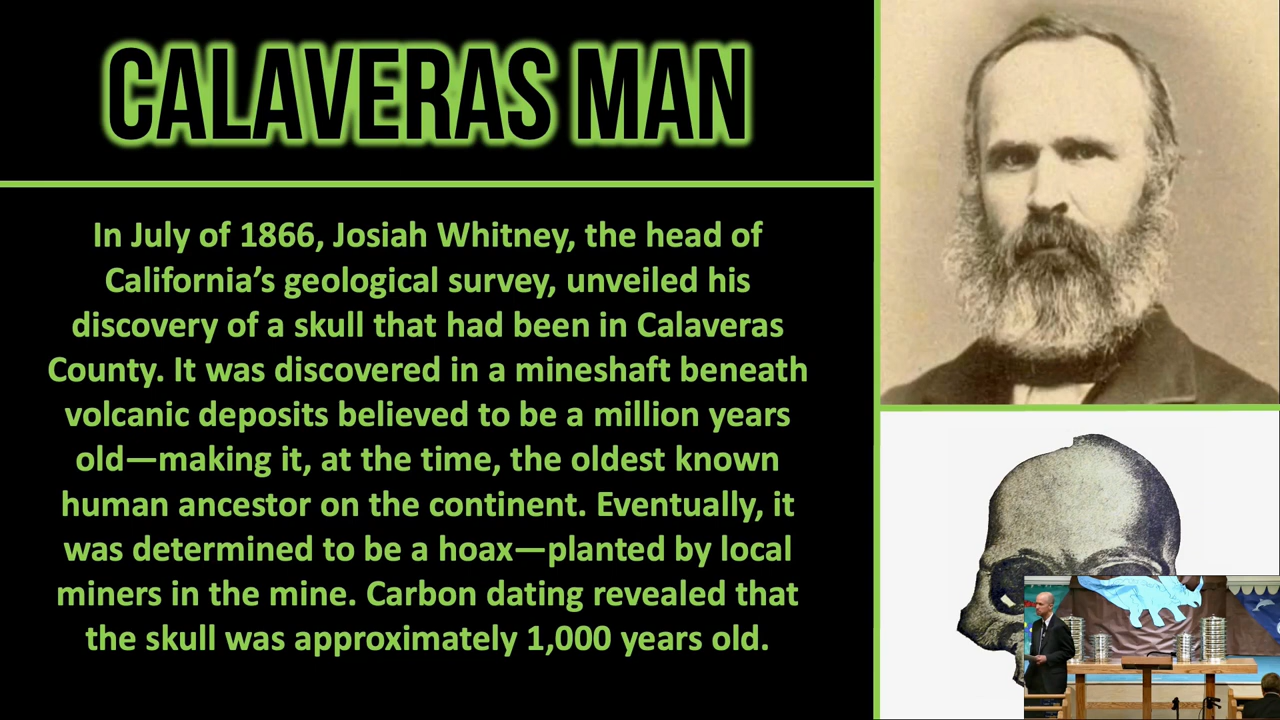 CALAVERAS MAN
In July of 1866, Josiah Whitney, the head of
California’s geological survey, unveiled his
discovery of a skull that had been in Calaveras
County. It was discovered in a mineshaft beneath
volcanic deposits believed to be a million years
old—making it, at the time, the oldest known
human ancestor on the continent. Eventually, it
was determined to be a hoax—planted by local
miners in the mine. Carbon dating revealed that
the skull was approximately 1,000 years old.